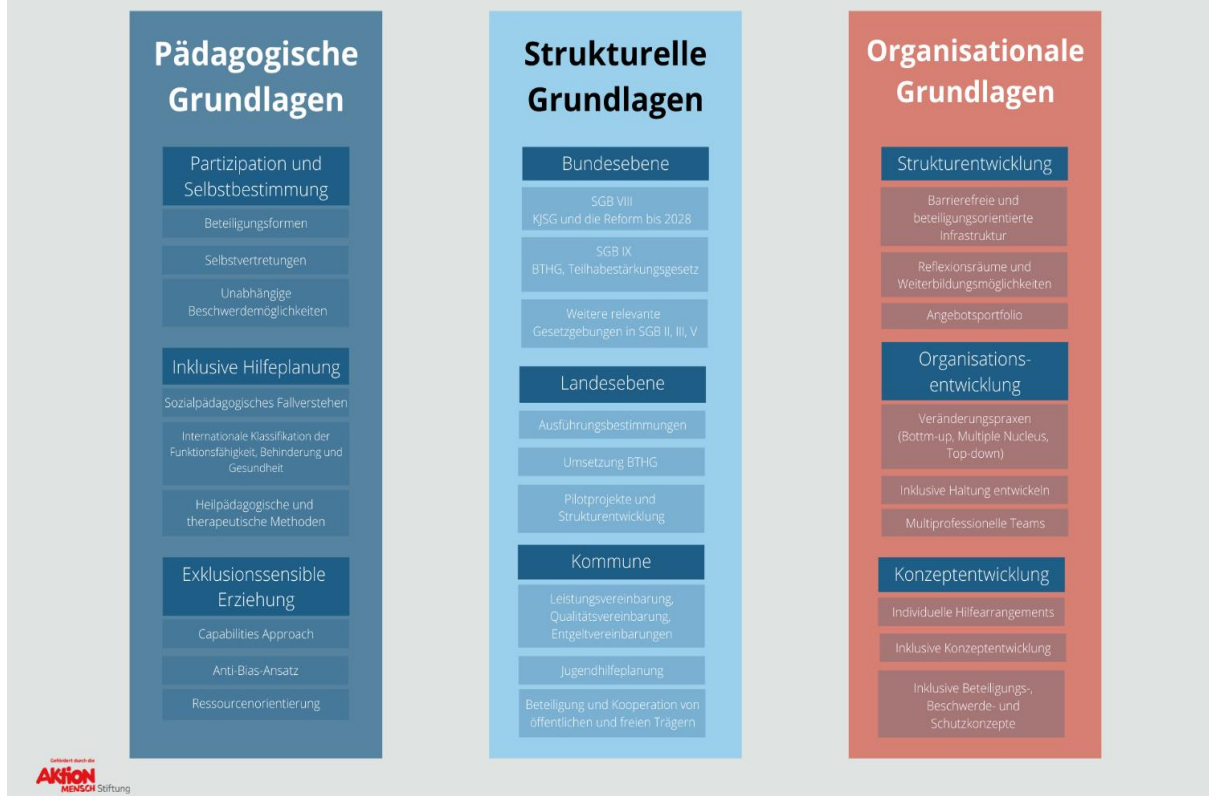 Pädagogische
Grundlagen
Partizipation und
Selbstbestimmung
Beteiligungsformen
Selbstvertretungen
Unabhängige
Beschwerdemöglichkeiten
Inklusive Hilfeplanung
Sozialpädagogisches Fallverstehen
Internationale Klassifikation der
Funktionsfähigkeit, Behinderung und
Gesundheit
Heilpädagogische und
therapeutische Methoden
Exklusionssensible
Erziehung
Capabilities Approach
Anti-Bias-Ansatz
Ressourcenorientierung
Strukturelle
Grundlagen
Bundesebene
SGB VIII
KJSG und die Reform bis 2028
SGB IX
BTHG, Teilhabestärkungsgesetz
Weitere relevante
Gesetzgebungen in SGB II, III, V
Landesebene
Ausführungsbestimmungen
Umsetzung BTHG
Pilotprojekte und
Strukturentwicklung
Kommune
Leistungsvereinbarung,
Qualitätsvereinbarung,
Entgeltvereinbarungen
Jugendhilfeplanung
Beteiligung und Kooperation von
öffentlichen und freien Trägern
Organisationale
Grundlagen
Strukturentwicklung
Barrierefreie und
beteiligungsorientierte
Infrastruktur
Reflexionsräume und
Weiterbildungsmöglichkeiten
Angebotsportfolio
Organisations-
entwicklung
Veränderungspraxen
(Bottm-up, Multiple Nucleus,
Top-down)
Inklusive Haltung entwickeln
Multiprofessionelle Teams
Konzeptentwicklung
Individuelle Hilfearrangements
Inklusive Konzeptentwicklung
Inklusive Beteiligungs-,
Beschwerde- und
Schutzkonzepte
Gefördert durch die
AKTION
MENSCH Stiftung